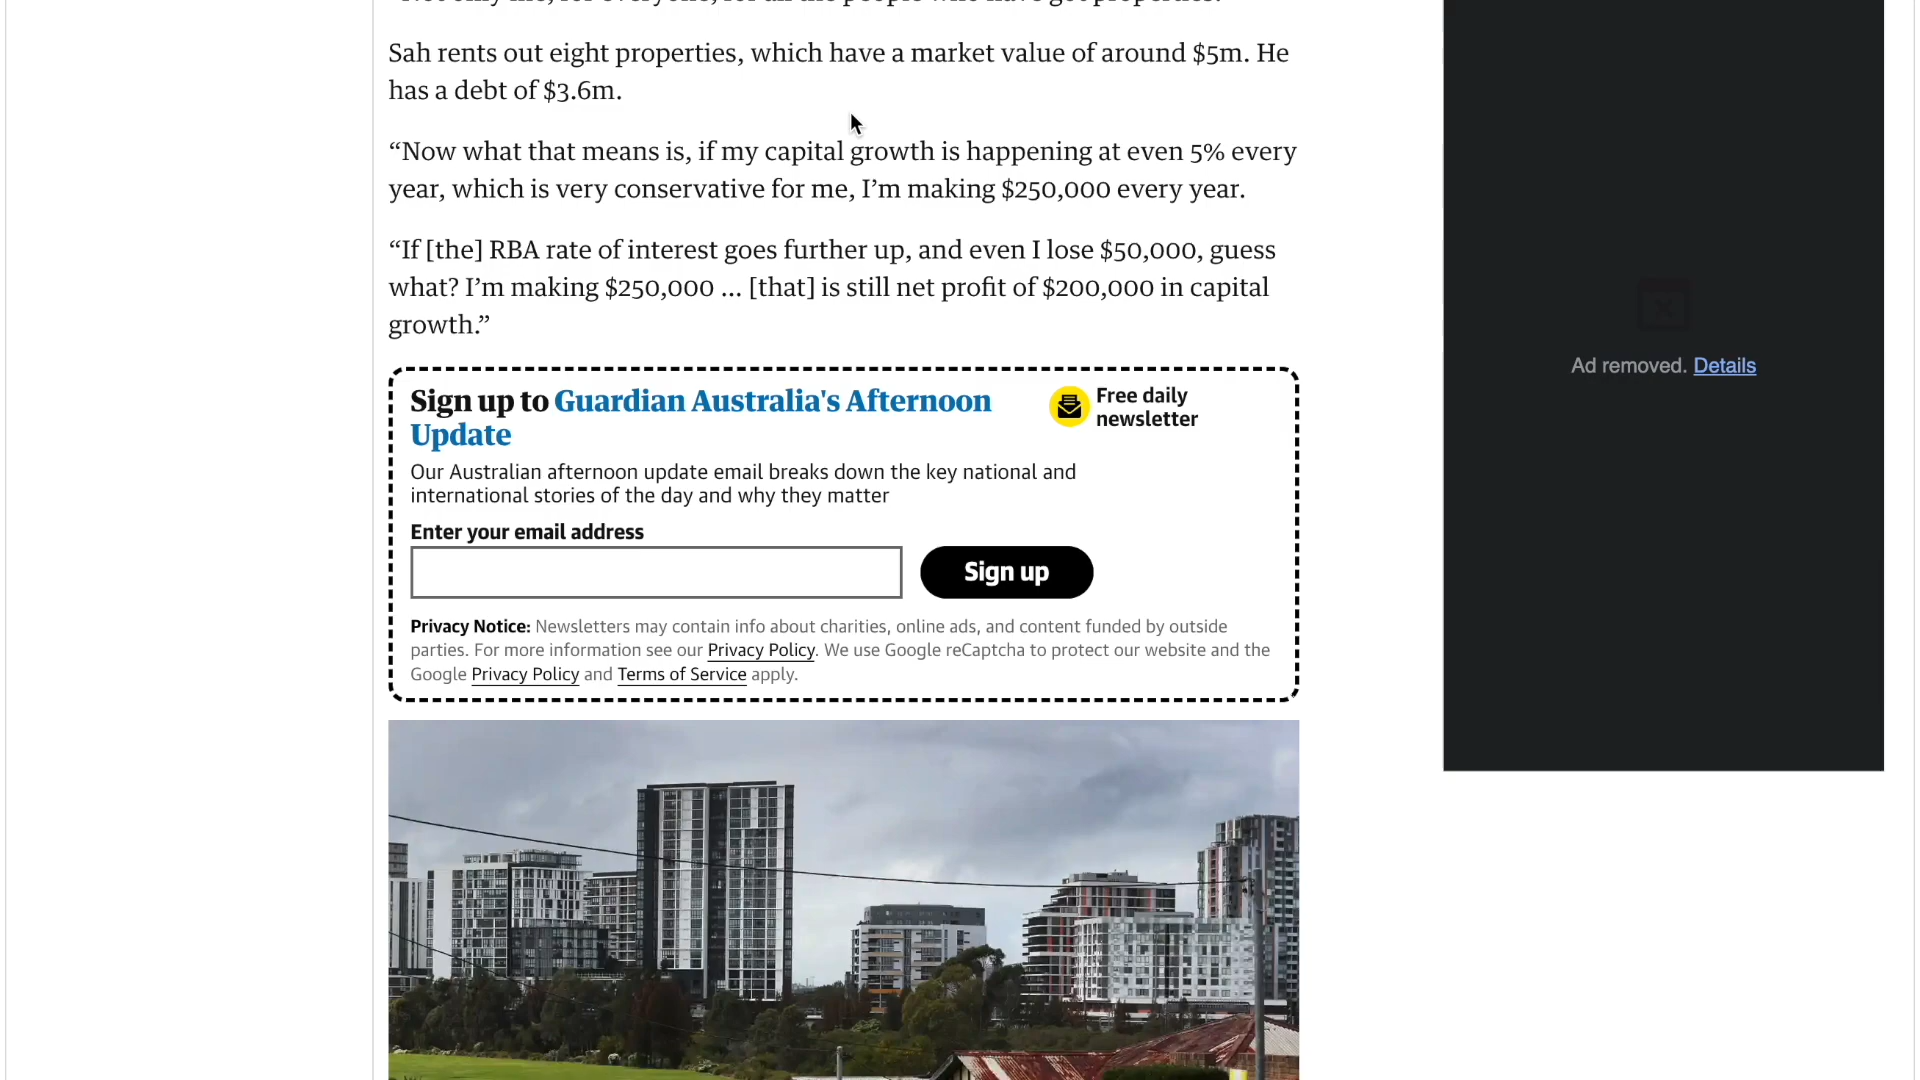 Sah rents out eight properties, which have a market value of around $5m. He
has a debt of $3.6m.
“Now what that means is, if my capital growth is happening at even 5% every
year, which is very conservative for me, I’m making $250,000 every year.
“If [the] RBA rate of interest goes further up, and even I lose $50,000, guess
what? I’m making $250,000 ... [that] is still net profit of $200,000 in capital
growth.”
Sign up to Guardian Australia's Afternoon
Update
Free daily
newsletter
Our Australian afternoon update email breaks down the key national and
international stories of the day and why they matter
Enter your email address
Sign up
Privacy Notice: Newsletters may contain info about charities, online ads, and content funded by outside
parties. For more information see our Privacy Policy. We use Google reCaptcha to protect our website and the
Google Privacy Policy and Terms of Service apply.
Ad removed. Details